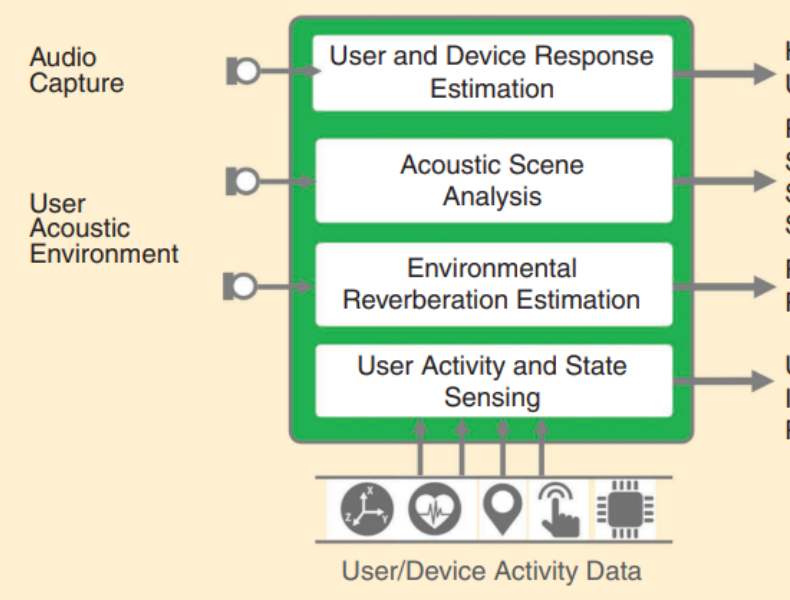 Audio
Capture
User
Acoustic
Environment
User and Device Response
Estimation
Acoustic Scene
Analysis
Environmental
Reverberation Estimation
User Activity and State
Sensing
X
Z
Y
User/Device Activity Data